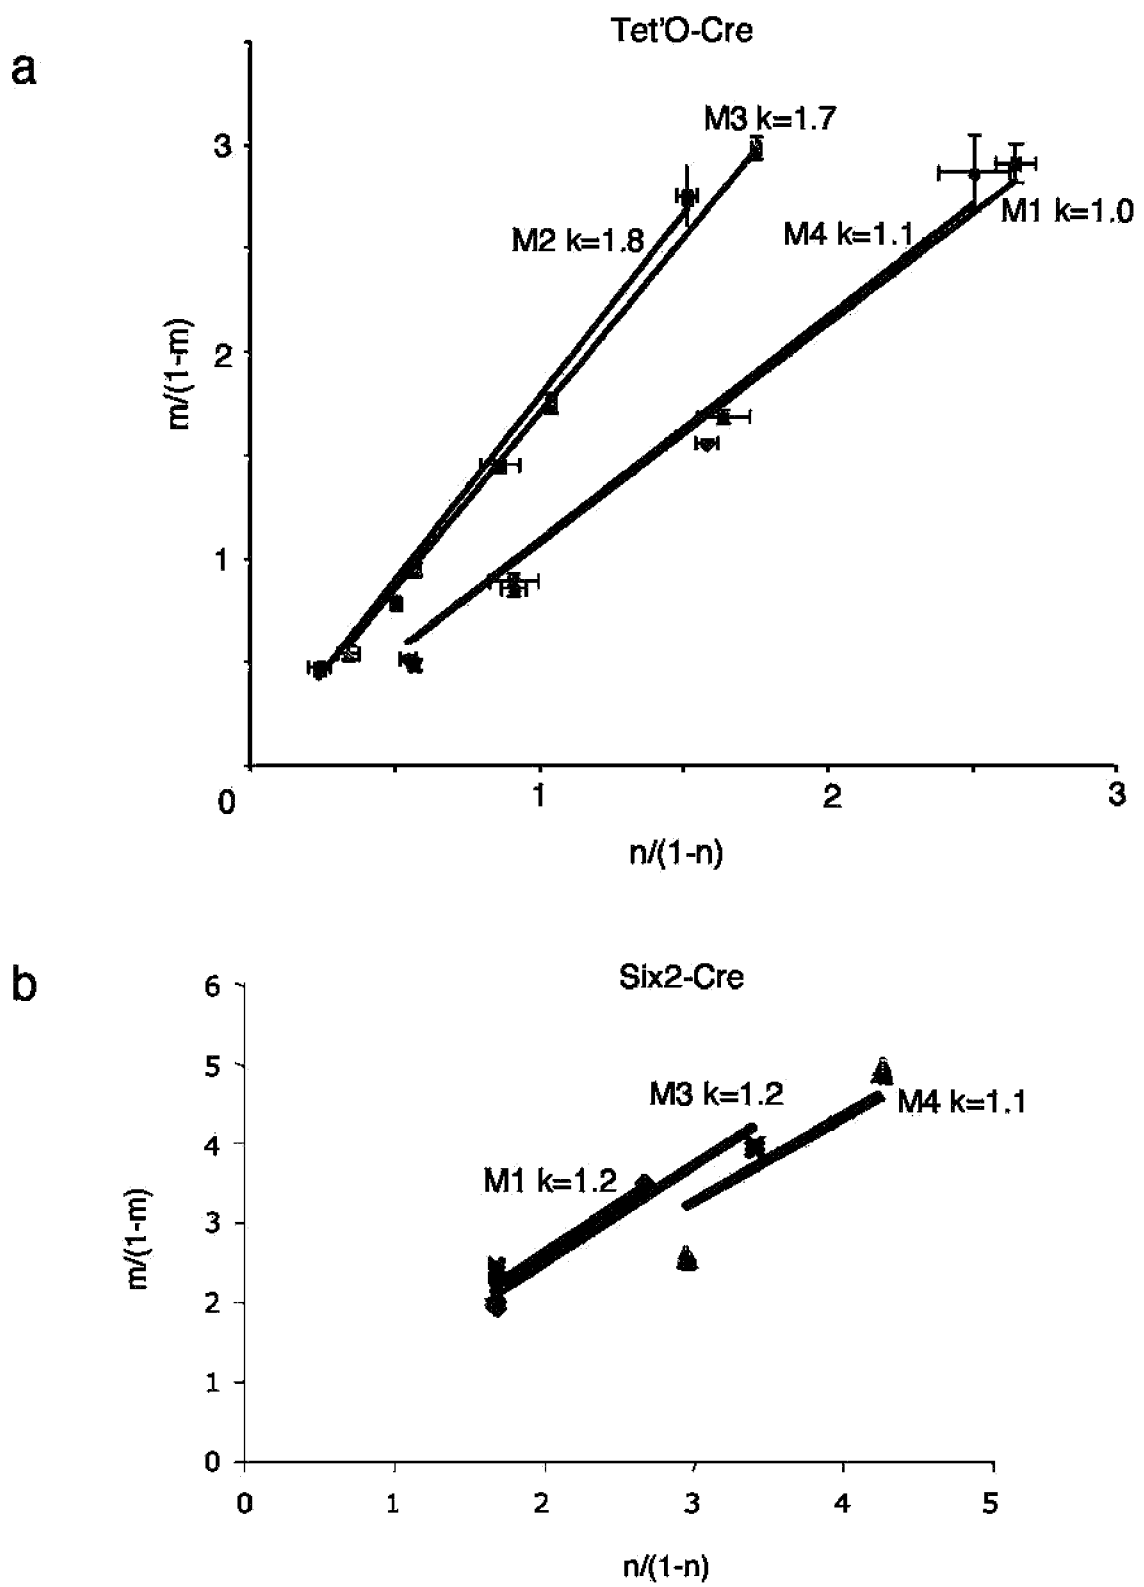 a
Tet'O-Cre
M3 k=1.7
3
M1 k=1.0
M4 k=1.1
M2 k=1.8
m/(1-m)
2
1
0
1
2
3
n/(1-n)
b
Six2-Cre
6
5
M3 k=1.2
M4 k=1.1
4
M1 k=1.2
m/(1-m)
3
2
1
0
0
1
2
3
4
5
n/(1-n)